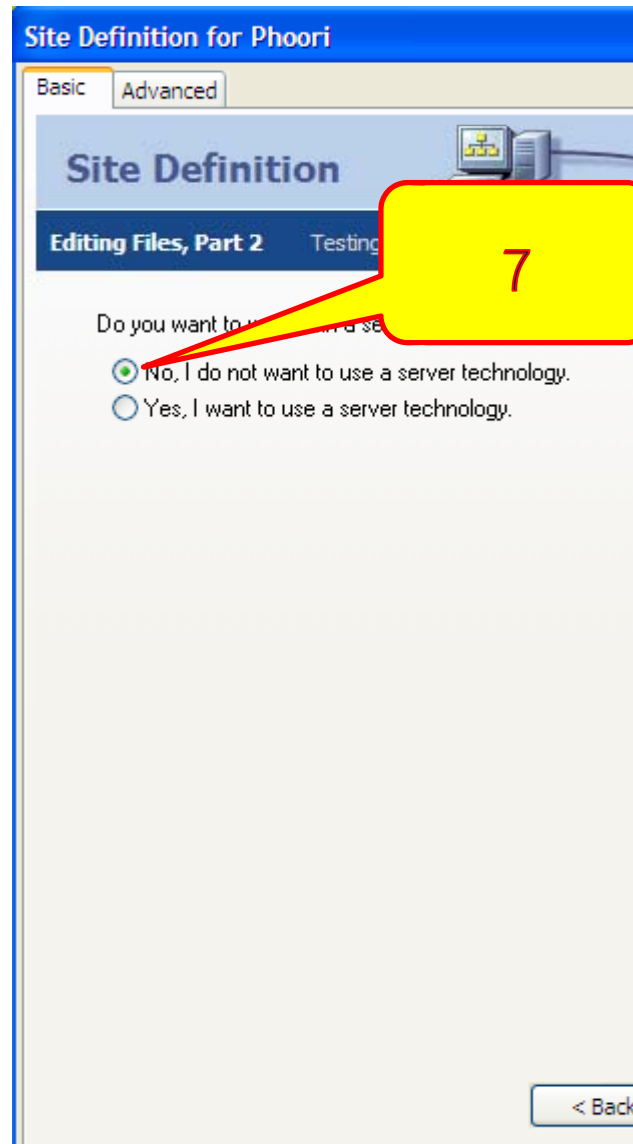 Site Definition for Phoori
Basic
Advanced
Site Definition
Editing Files, Part 2
Testing
7
Do you want to
No, I do not want to use a server technology.
Yes, I want to use a server technology.
< Back